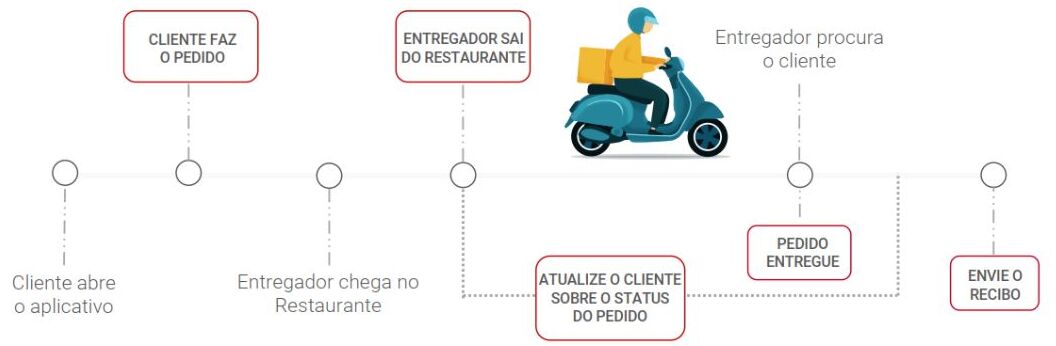 CLIENTE FAZ
O PEDIDO
ENTREGADOR SAI
DO RESTAURANTE
Entregador procura
o cliente
Cliente abre
o aplicativo
Entregador chega no
Restaurante
ATUALIZE O CLIENTE
SOBRE O STATUS
DO PEDIDO
PEDIDO
ENTREGUE
ENVIE O
RECIBO